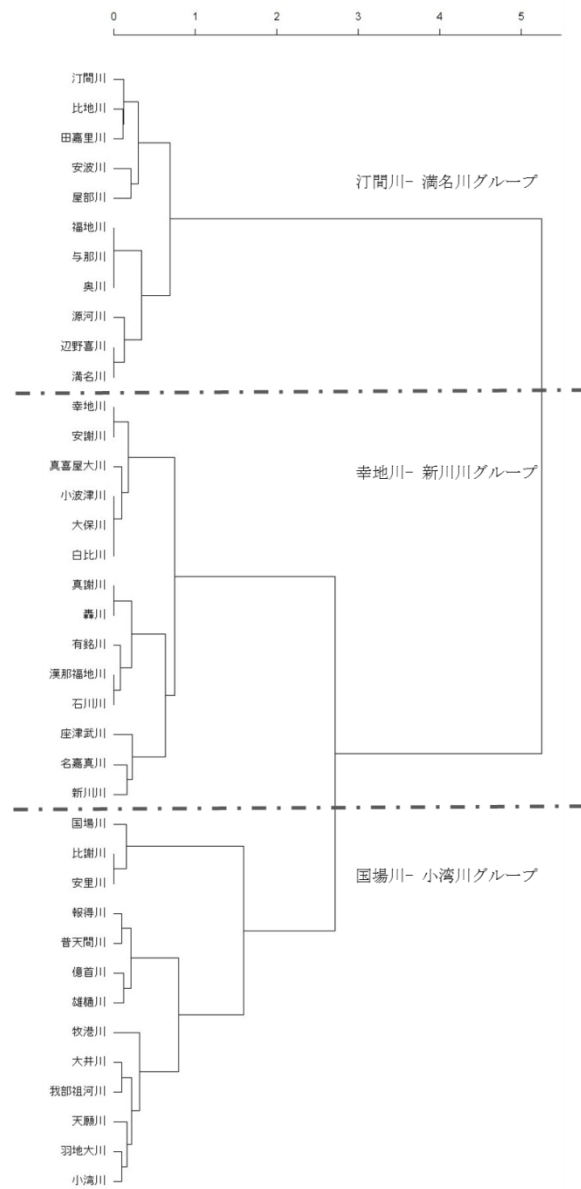 0 1 2 3 4 5
汀間川
比地川
田嘉里川
安波川
汀間川- 満名川グループ
屋部川
福地川
与那川
奥川
源河川
辺野喜川
満名川
幸地川
安謝川
真喜屋大川
幸地川- 新川川グループ
小波津川
大保川
白比川
真謝川
轟川
有銘川
漢那福地川
石川川
座津武川
名嘉真川
新川川
国場川
比謝川
国場川- 小湾川グループ
安里川
報得川
普天間川
億首川
雄樋川
牧港川
大井川
我部祖河川
天願川
羽地大川
小湾川